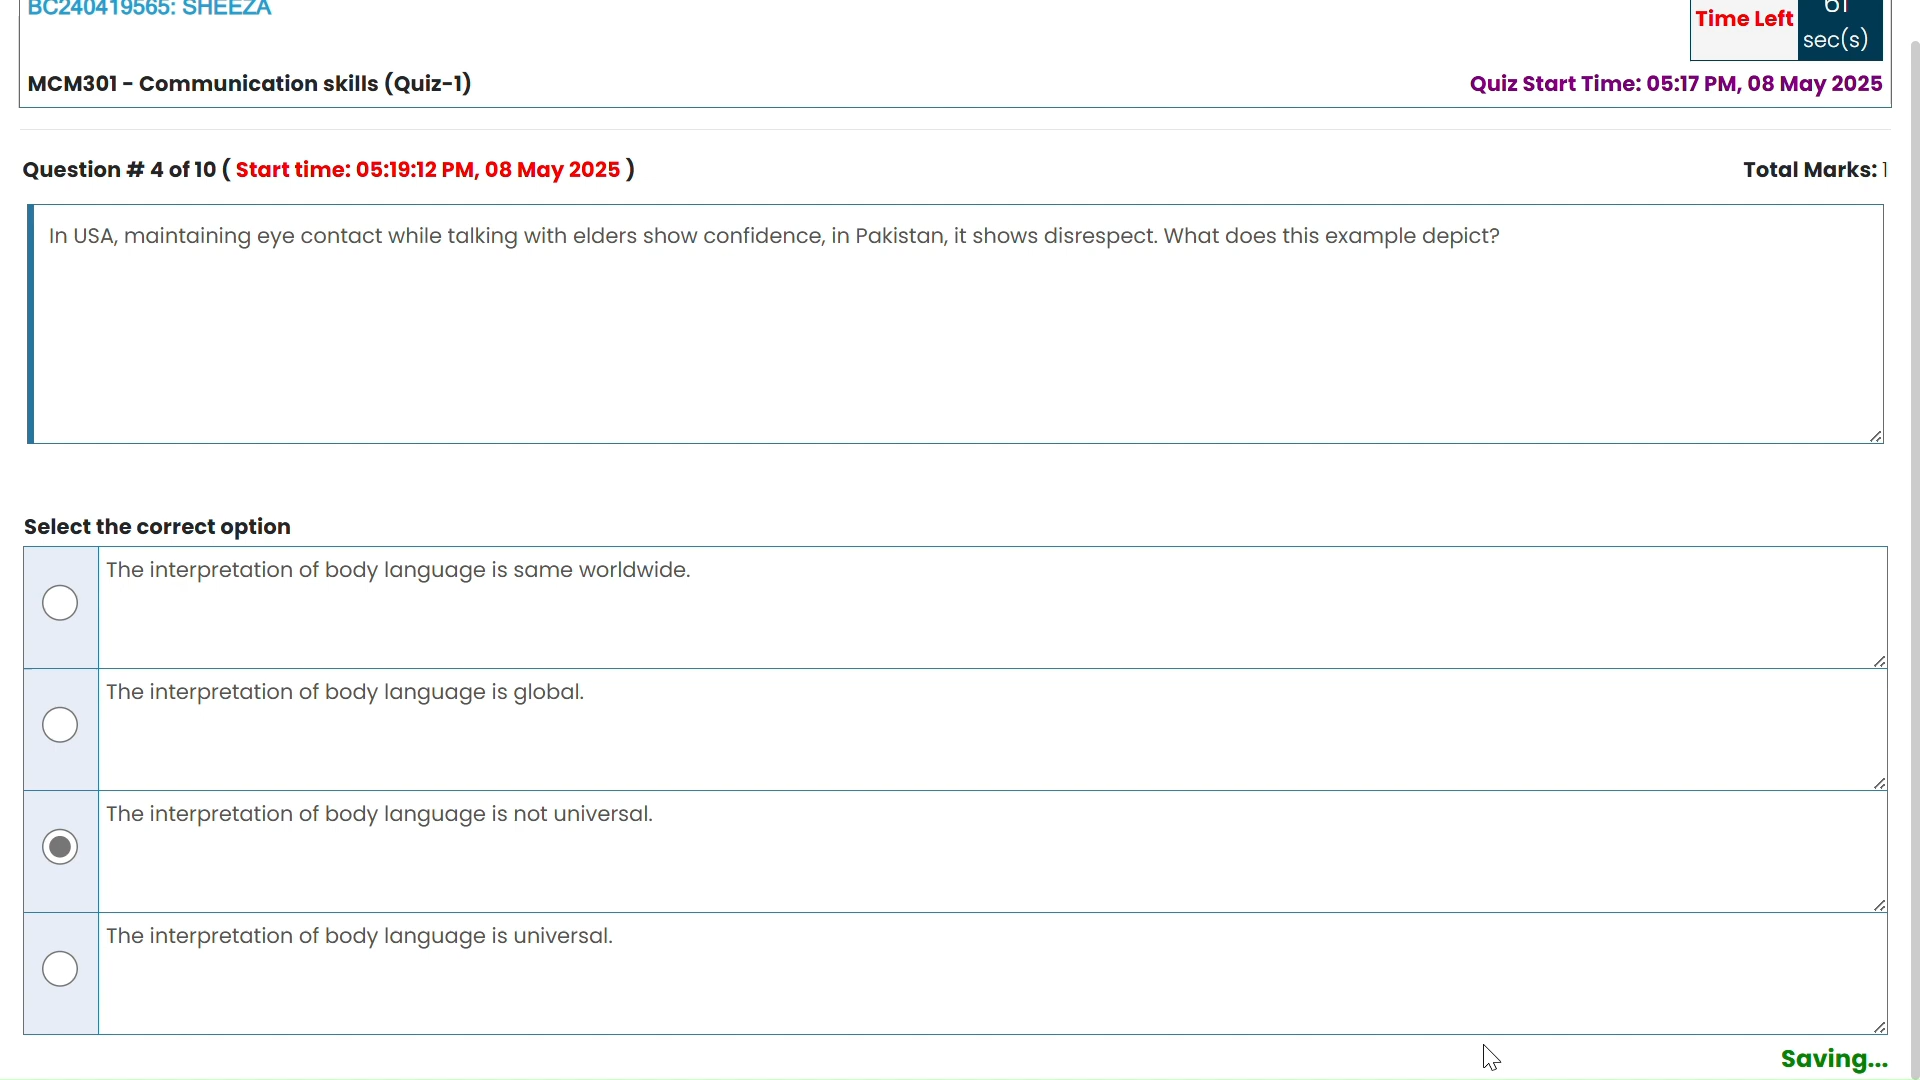 BC240419565: SHEEZA
Time Left
61
sec(s)
MCM301 - Communication skills (Quiz-1)
Quiz Start Time: 05:17 PM, 08 May 2025
Question # 4 of 10 ( Start time: 05:19:12 PM, 08 May 2025 )
Total Marks: 1
In USA, maintaining eye contact while talking with elders show confidence, in Pakistan, it shows disrespect. What does this example depict?
Select the correct option
The interpretation of body language is same worldwide.
The interpretation of body language is global.
The interpretation of body language is not universal.
The interpretation of body language is universal.
Saving...